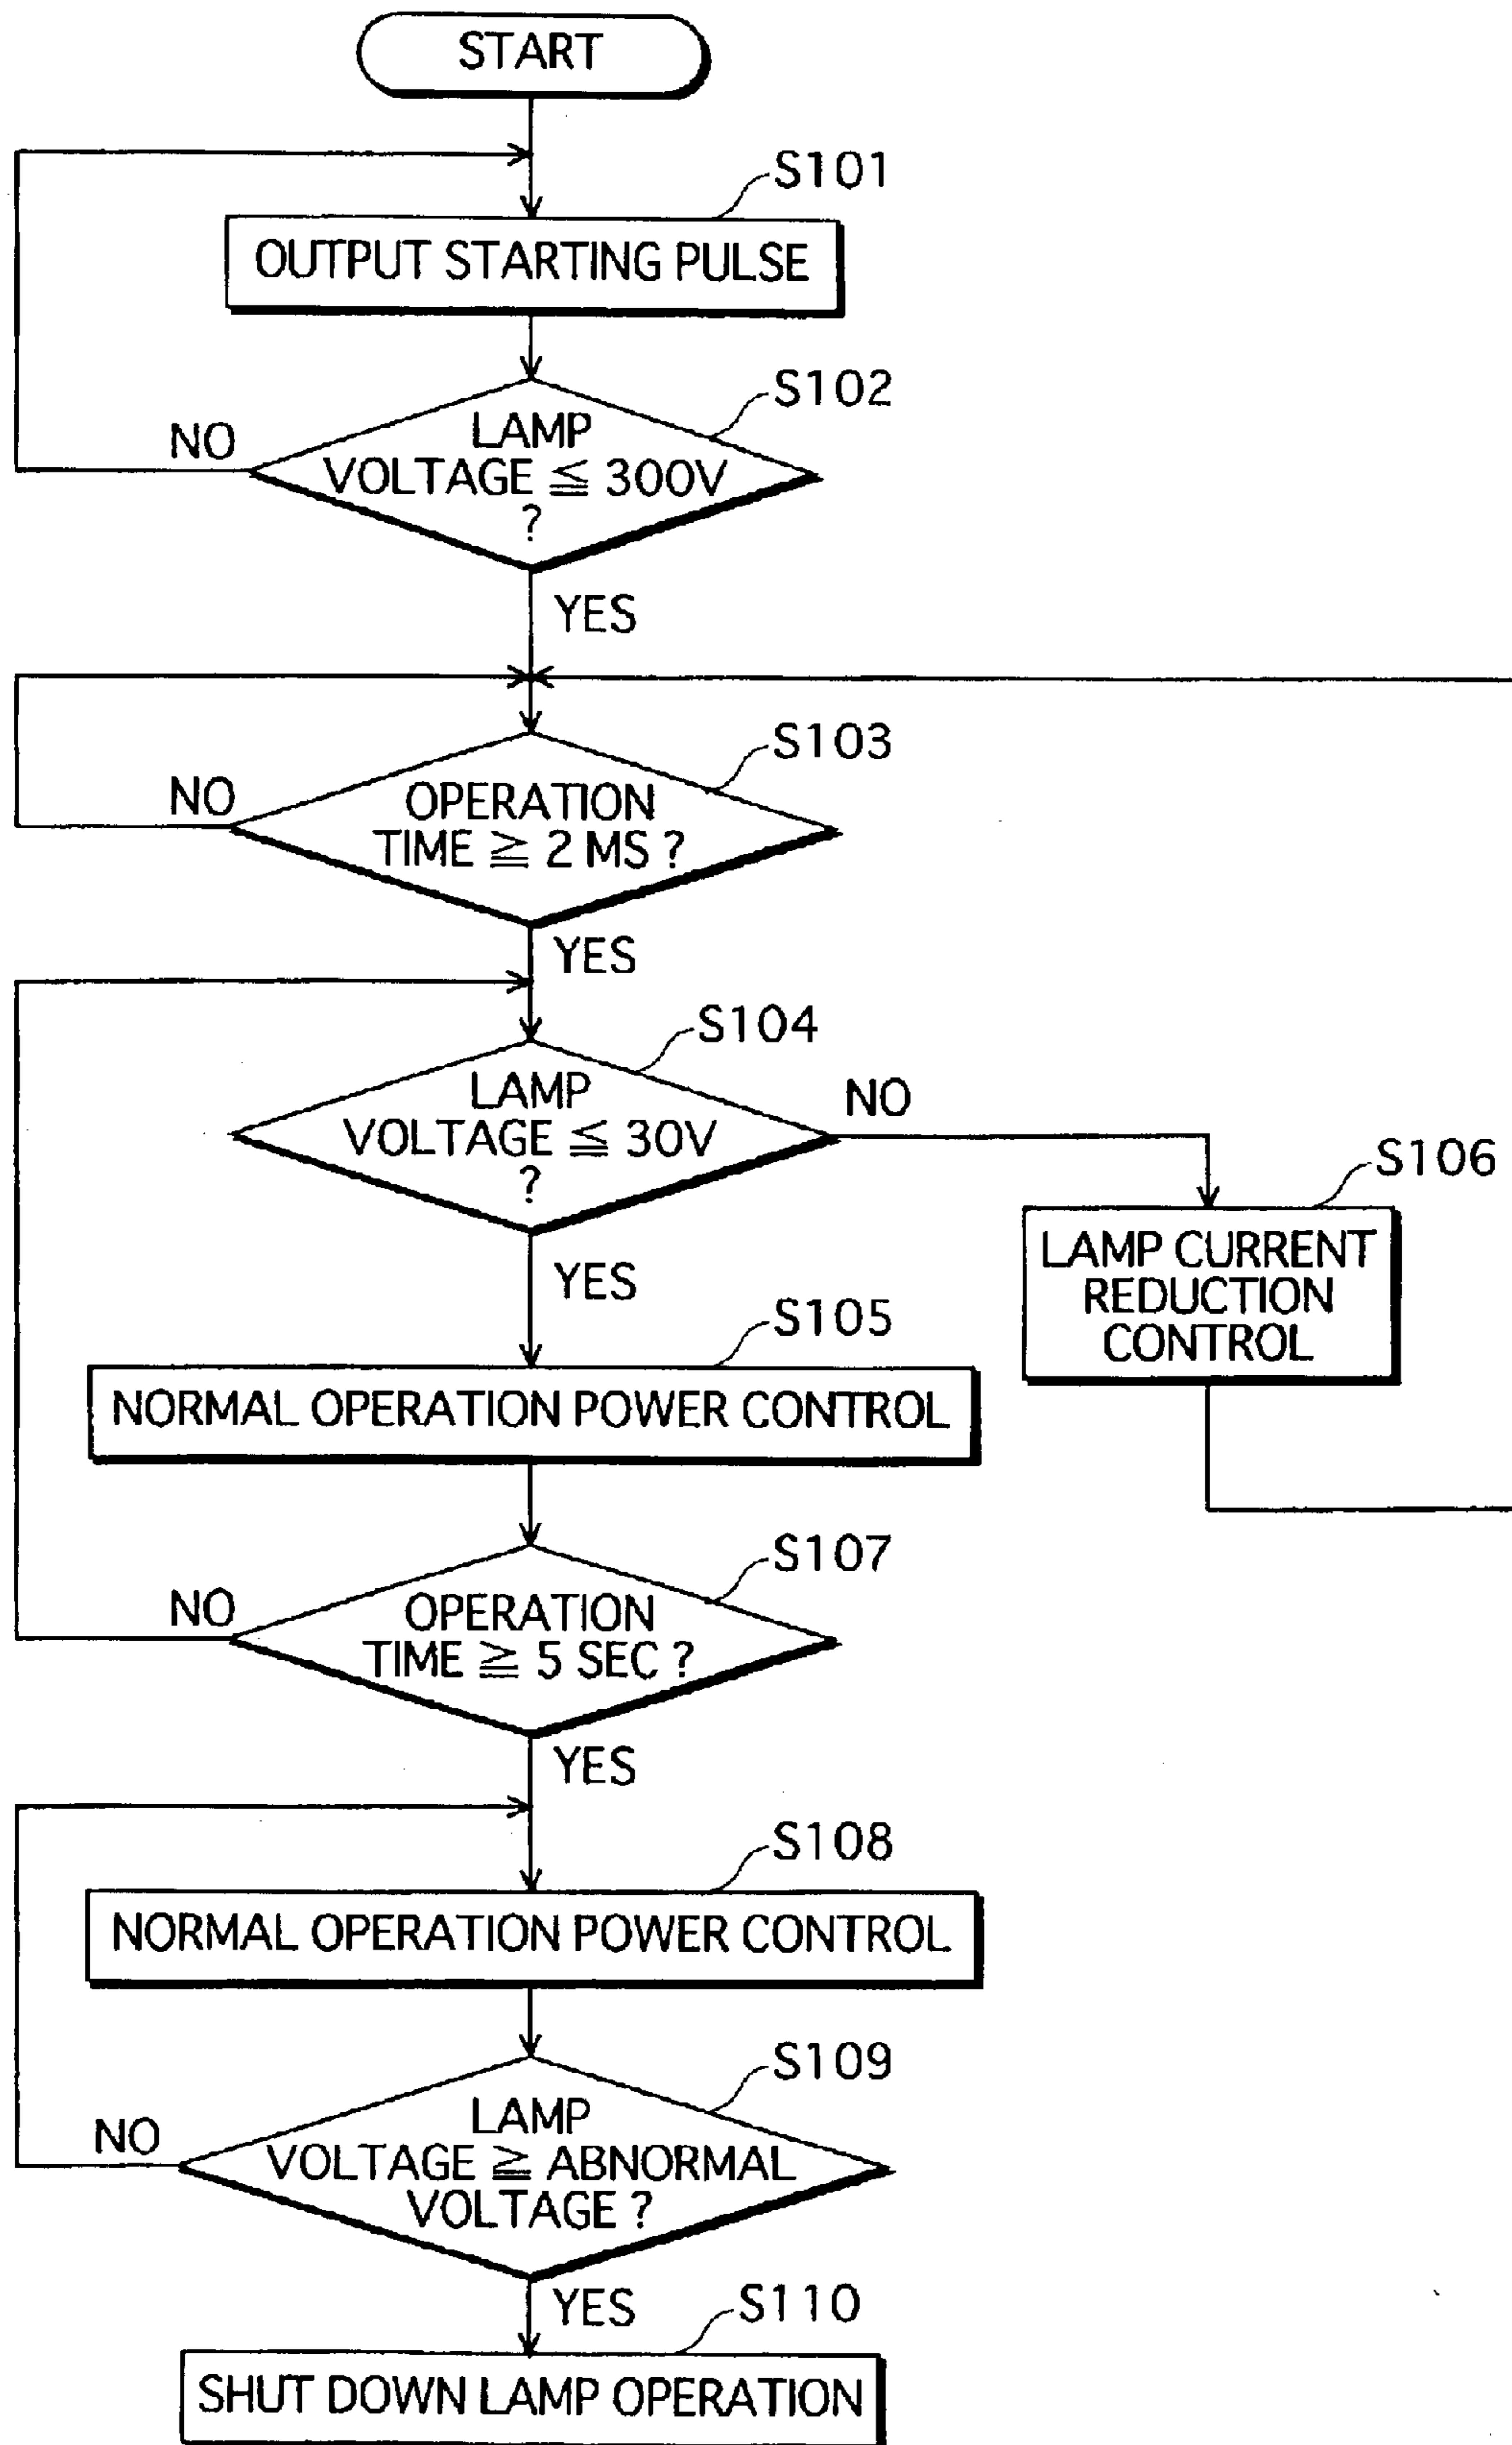 START
S101
OUTPUT STARTING PULSE
S102
LAMP
VOLTAGE ≦ 300V
?
NO
YES
S103
OPERATION
TIME ≧ 2 MS ?
NO
YES
S104
LAMP
VOLTAGE ≦ 30V
?
NO
YES
S106
LAMP CURRENT
REDUCTION
CONTROL
S105
NORMAL OPERATION POWER CONTROL
S107
OPERATION
TIME ≧ 5 SEC ?
NO
YES
S108
NORMAL OPERATION POWER CONTROL
S109
LAMP
VOLTAGE ≧ ABNORMAL
VOLTAGE ?
NO
YES
S110
SHUT DOWN LAMP OPERATION